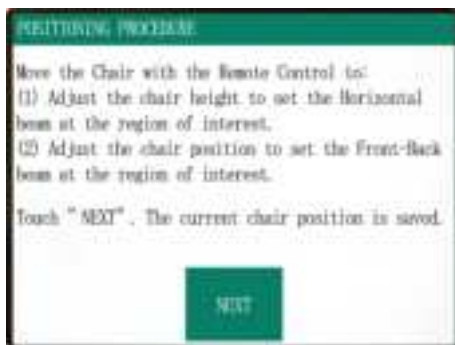 POSITIONING PROCEDURE
Move the Chair with the Remote Control to:
(1) Adjust the chair height to set the Horizontal
beam at the region of interest.
(2) Adjust the chair position to set the Front-Back
beam at the region of interest.
Touch "NEXT". The current chair position is saved.
NEXT